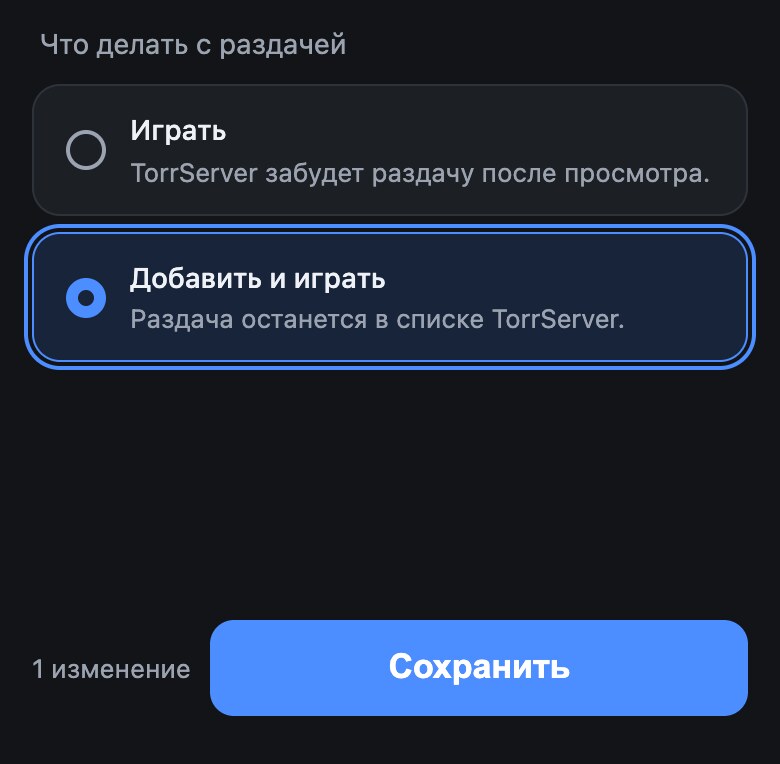 Что делать с раздачей
Играть
TorrServer забудет раздачу после просмотра.
Добавить и играть
Раздача останется в списке TorrServer.
1 изменение
Сохранить